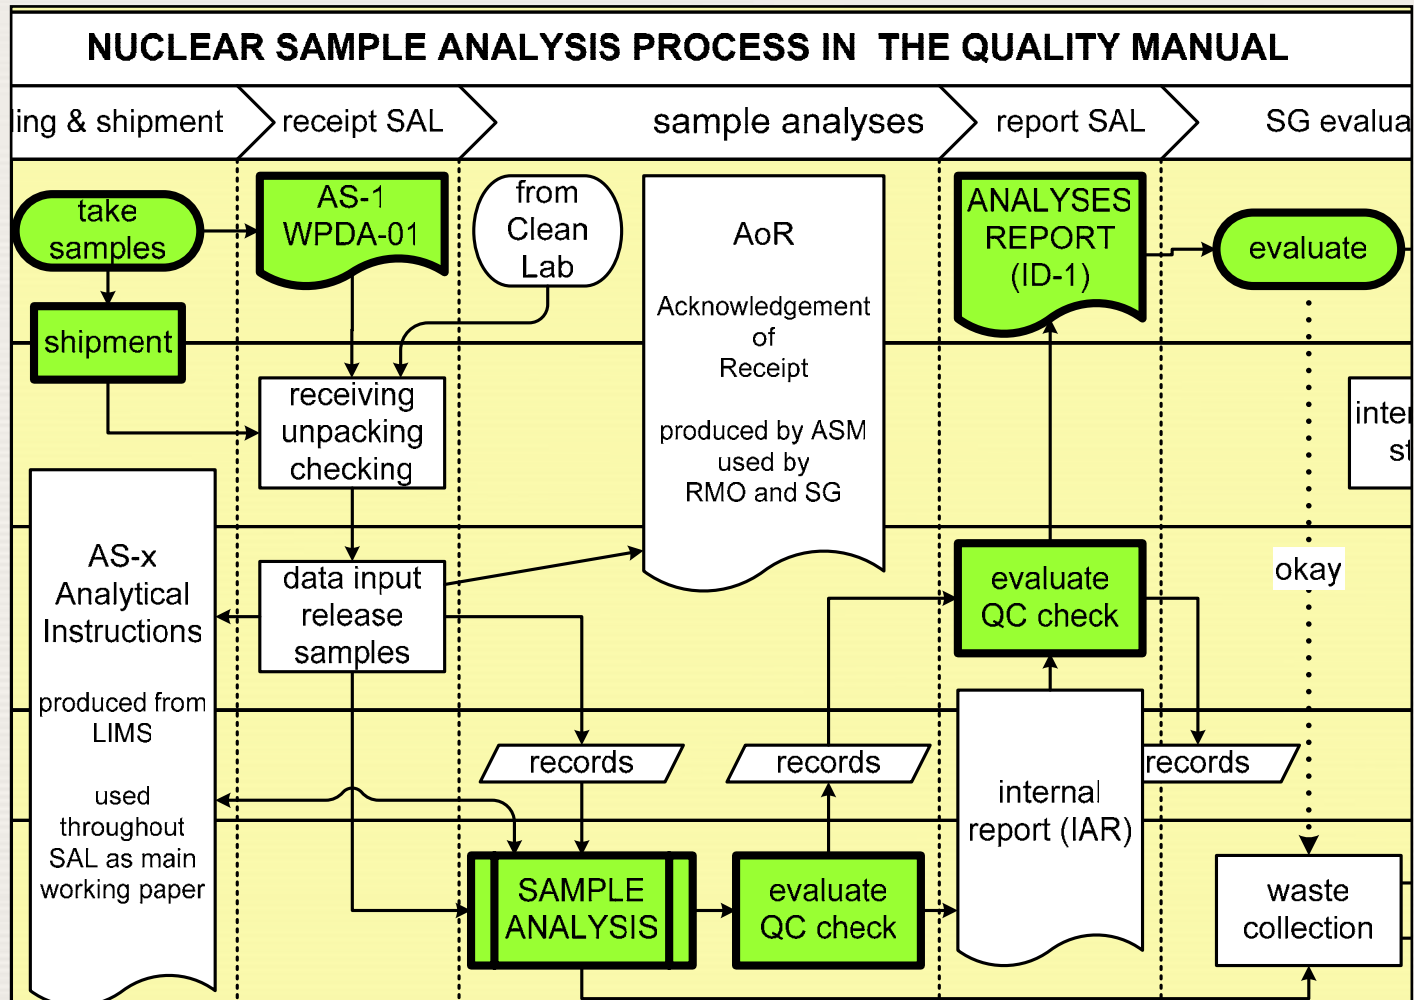 NUCLEAR SAMPLE ANALYSIS PROCESS IN THE QUALITY MANUAL
ling & shipment
receipt SAL
sample analyses
report SAL
SG evalua
take
samples
AS-1
WPDA-01
from
Clean
Lab
AoR
Acknowledgement
of
Receipt
produced by ASM
used by
RMO and SG
ANALYSES
REPORT
(ID-1)
evaluate
shipment
receiving
unpacking
checking
inter
st
AS-x
Analytical
Instructions
produced from
LIMS
used
throughout
SAL as main
working paper
data input
release
samples
evaluate
QC check
okay
records
records
records
internal
report (IAR)
SAMPLE
ANALYSIS
evaluate
QC check
waste
collection